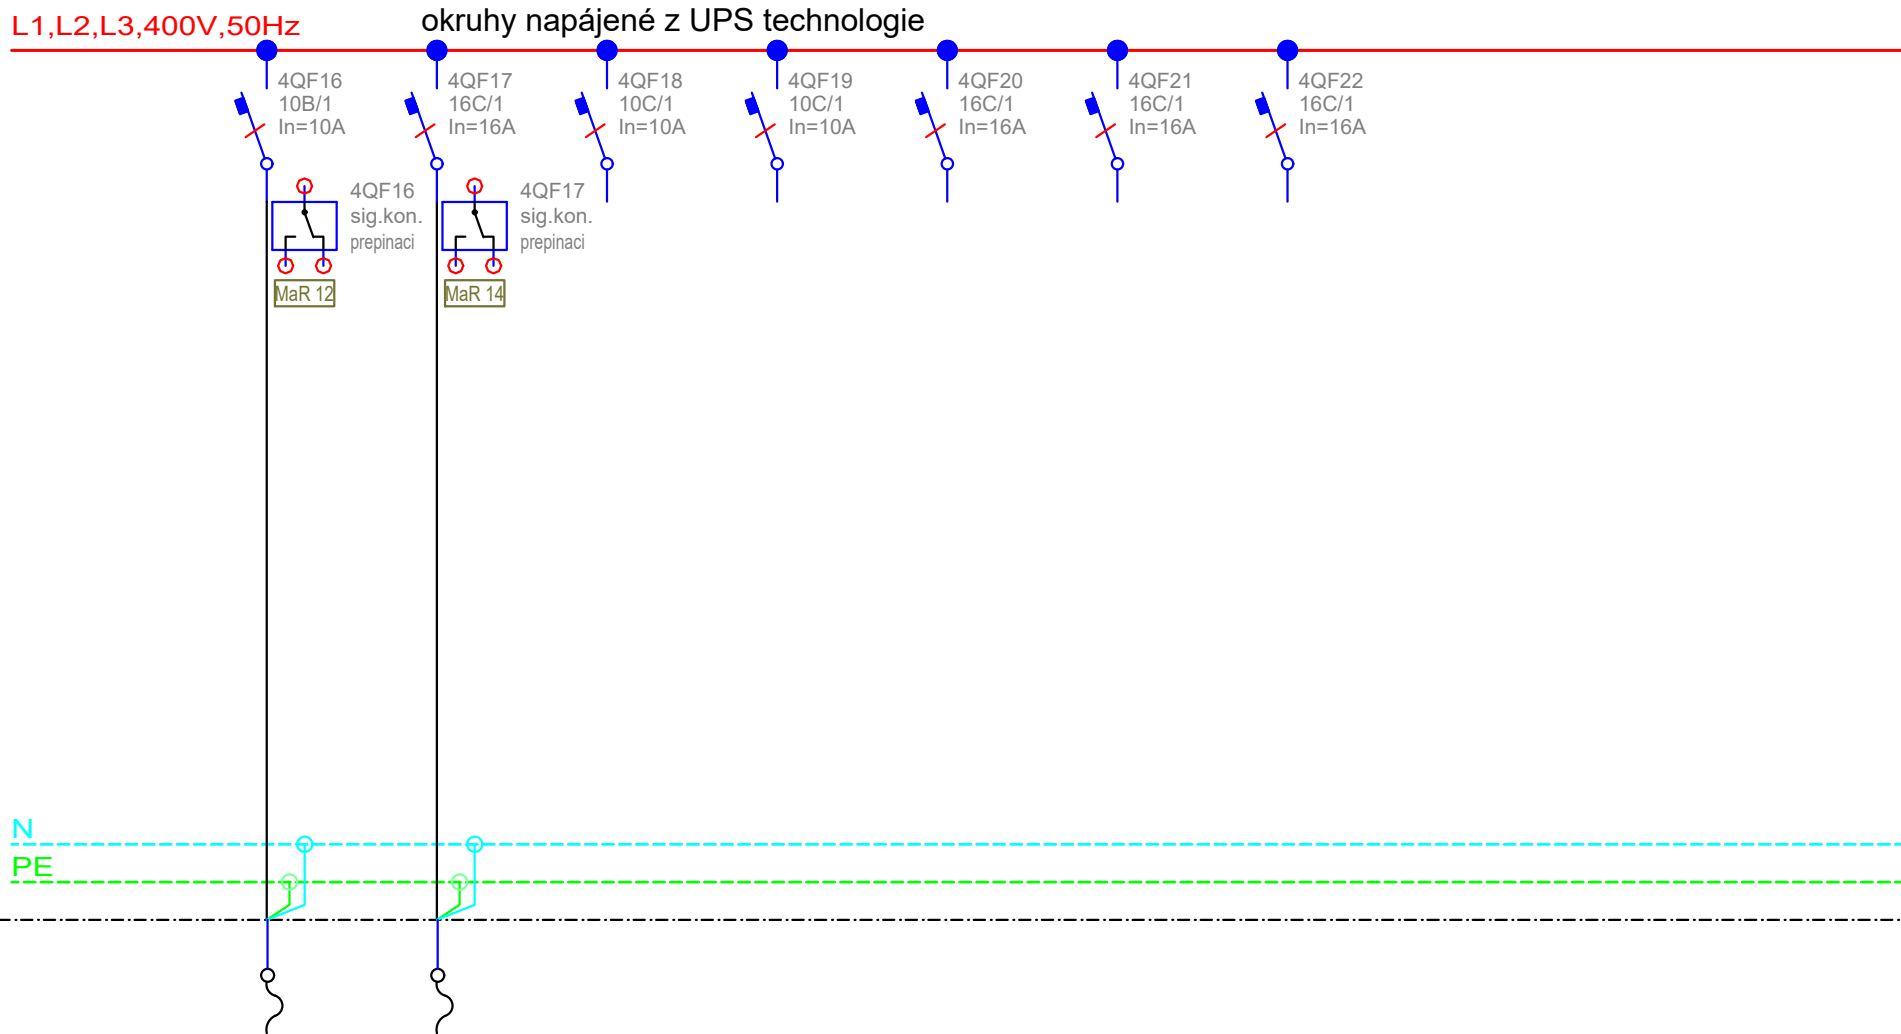 L1,L2,L3,400V,50Hz
okruhy napájené z UPS technologie
4QF16
10B/1
In=10A
4QF17
16C/1
In=16A
4QF18
10C/1
In=10A
4QF19
10C/1
In=10A
4QF20
16C/1
In=16A
4QF21
16C/1
In=16A
4QF22
16C/1
In=16A
4QF16
sig.kon.
prepinaci
MaR 12
4QF17
sig.kon.
prepinaci
MaR 14
N
PE